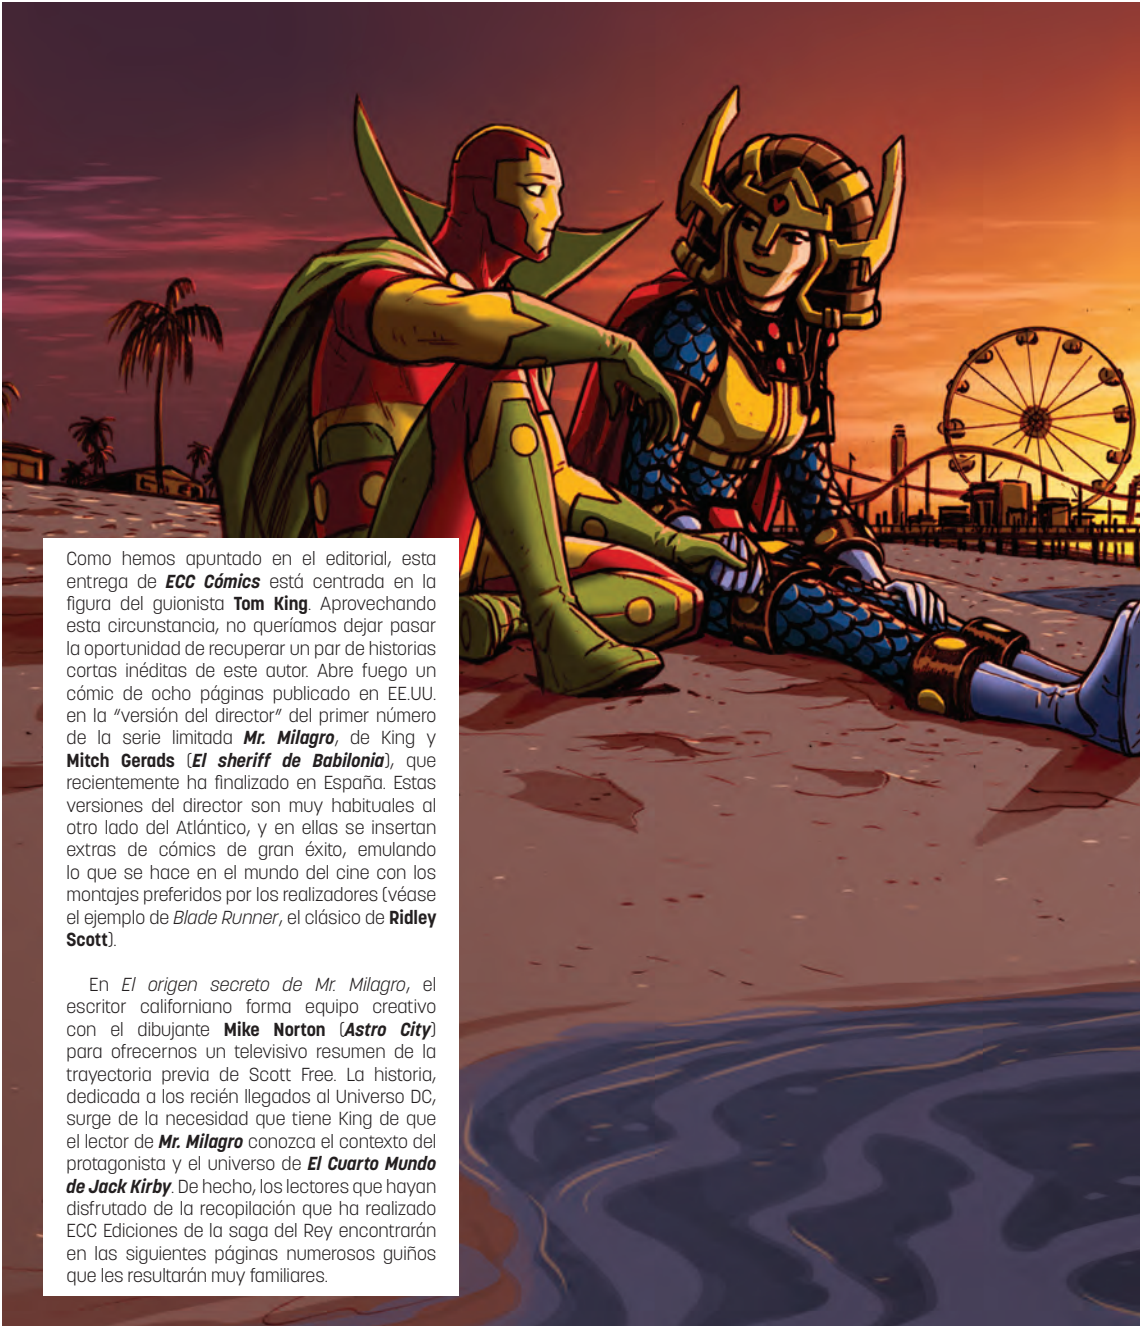 Como hemos apuntado en el editorial, esta
entrega de ECC Cómics está centrada en la
figura del guionista Tom King. Aprovechando
esta circunstancia, no queríamos dejar pasar
la oportunidad de recuperar un par de historias
cortas inéditas de este autor. Abre fuego un
cómic de ocho páginas publicado en EE.UU.
en la “versión del director” del primer número
de la serie limitada Mr. Milagro, de King y
Mitch Gerads (El sheriff de Babilonia), que
recientemente ha finalizado en España. Estas
versiones del director son muy habituales al
otro lado del Atlántico, y en ellas se insertan
extras de cómics de gran éxito, emulando
lo que se hace en el mundo del cine con los
montajes preferidos por los realizadores (véase
el ejemplo de Blade Runner, el clásico de Ridley
Scott).
En El origen secreto de Mr. Milagro, el
escritor californiano forma equipo creativo
con el dibujante Mike Norton (Astro City)
para ofrecernos un televisivo resumen de la
trayectoria previa de Scott Free. La historia,
dedicada a los recién llegados al Universo DC,
surge de la necesidad que tiene King de que
el lector de Mr. Milagro conozca el contexto del
protagonista y el universo de El Cuarto Mundo
de Jack Kirby. De hecho, los lectores que hayan
disfrutado de la recopilación que ha realizado
ECC Ediciones de la saga del Rey encontrarán
en las siguientes páginas numerosos guiños
que les resultarán muy familiares.